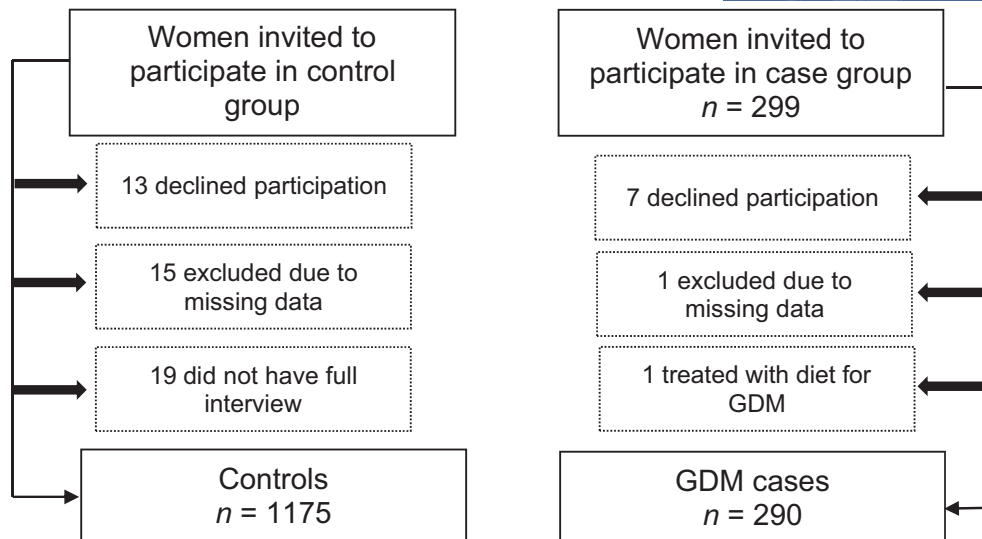 Women invited to
participate in control
group
13 declined participation
15 excluded due to
missing data
19 did not have full
interview
Controls
n = 1175
Women invited to
participate in case group
n = 299
7 declined participation
1 excluded due to
missing data
1 treated with diet for
GDM
GDM cases
n = 290